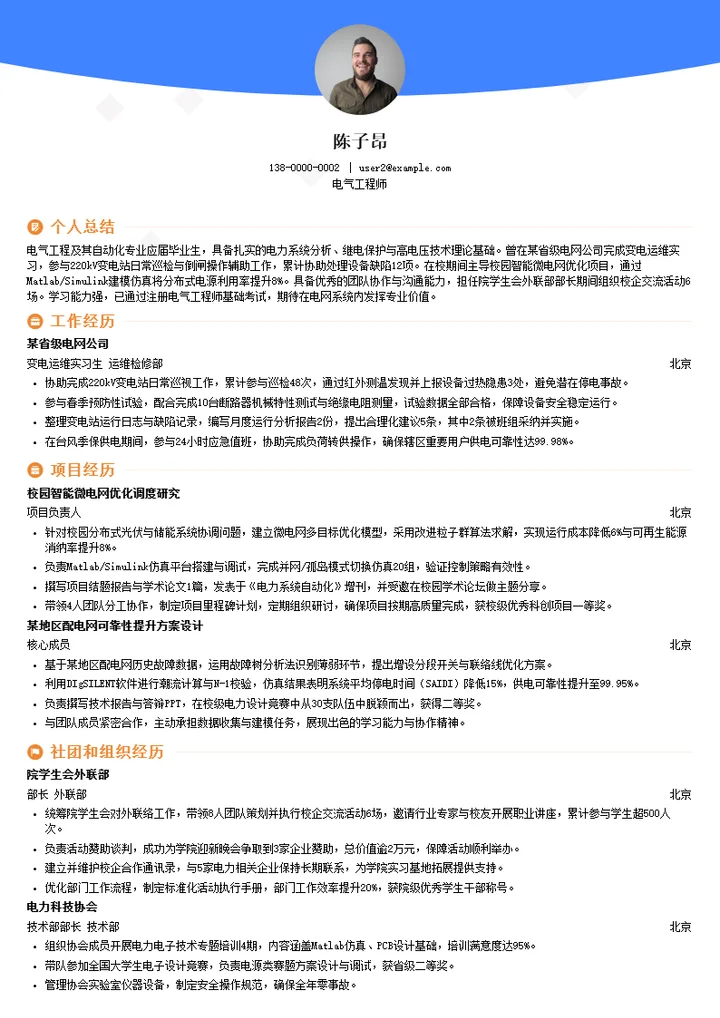 陈子昂
138-0000-0002 | user2@example.com
电气工程师
个人总结
电气工程及其自动化专业应届毕业生，具备扎实的电力系统分析、继电保护与高电压技术理论基础。曾在某省级电网公司完成变电运维实
习，参与220kV变电站日常巡检与倒闸操作辅助工作，累计协助处理设备缺陷12项。在校期间主导校园智能微电网优化项目，通过
Matlab/Simulink建模仿真将分布式电源利用率提升8%。具备优秀的团队协作与沟通能力，担任院学生会外联部部长期间组织校企交流活动6
场。学习能力强，已通过注册电气工程师基础考试，期待在电网系统内发挥专业价值。
工作经历
某省级电网公司
变电运维实习生 运维检修部 北京
• 协助完成220kV变电站日常巡视工作，累计参与巡检48次，通过红外测温发现并上报设备过热隐患3处，避免潜在停电事故。
• 参与春季预防性试验，配合完成10台断路器机械特性测试与绝缘电阻测量，试验数据全部合格，保障设备安全稳定运行。
• 整理变电站运行日志与缺陷记录，编写月度运行分析报告2份，提出合理化建议5条，其中2条被班组采纳并实施。
• 在台风季保供电期间，参与24小时应急值班，协助完成负荷转供操作，确保辖区重要用户供电可靠性达99.98%。
项目经历
校园智能微电网优化调度研究
项目负责人 北京
• 针对校园分布式光伏与储能系统协调问题，建立微电网多目标优化模型，采用改进粒子群算法求解，实现运行成本降低6%与可再生能源
消纳率提升8%。
• 负责Matlab/Simulink仿真平台搭建与调试，完成并网/孤岛模式切换仿真20组，验证控制策略有效性。
• 撰写项目结题报告与学术论文1篇，发表于《电力系统自动化》增刊，并受邀在校园学术论坛做主题分享。
• 带领4人团队分工协作，制定项目里程碑计划，定期组织研讨，确保项目按期高质量完成，获校级优秀科创项目一等奖。
某地区配电网可靠性提升方案设计
核心成员 北京
• 基于某地区配电网历史故障数据，运用故障树分析法识别薄弱环节，提出增设分段开关与联络线优化方案。
• 利用DIgSILENT软件进行潮流计算与N-1校验，仿真结果表明系统平均停电时间（SAIDI）降低15%，供电可靠性提升至99.95%。
• 负责撰写技术报告与答辩PPT，在校级电力设计竞赛中从30支队伍中脱颖而出，获得二等奖。
• 与团队成员紧密合作，主动承担数据收集与建模任务，展现出色的学习能力与协作精神。
社团和组织经历
院学生会外联部
部长 外联部 北京
• 统筹院学生会对外联络工作，带领8人团队策划并执行校企交流活动6场，邀请行业专家与校友开展职业讲座，累计参与学生超500人
次。
• 负责活动赞助谈判，成功为学院迎新晚会争取到3家企业赞助，总价值逾2万元，保障活动顺利举办。
• 建立并维护校企合作通讯录，与5家电力相关企业保持长期联系，为学院实习基地拓展提供支持。
• 优化部门工作流程，制定标准化活动执行手册，部门工作效率提升20%，获院级优秀学生干部称号。
电力科技协会
技术部部长 技术部 北京
• 组织协会成员开展电力电子技术专题培训4期，内容涵盖Matlab仿真、PCB设计基础，培训满意度达95%。
• 带队参加全国大学生电子设计竞赛，负责电源类赛题方案设计与调试，获省级二等奖。
• 管理协会实验室仪器设备，制定安全操作规范，确保全年零事故。